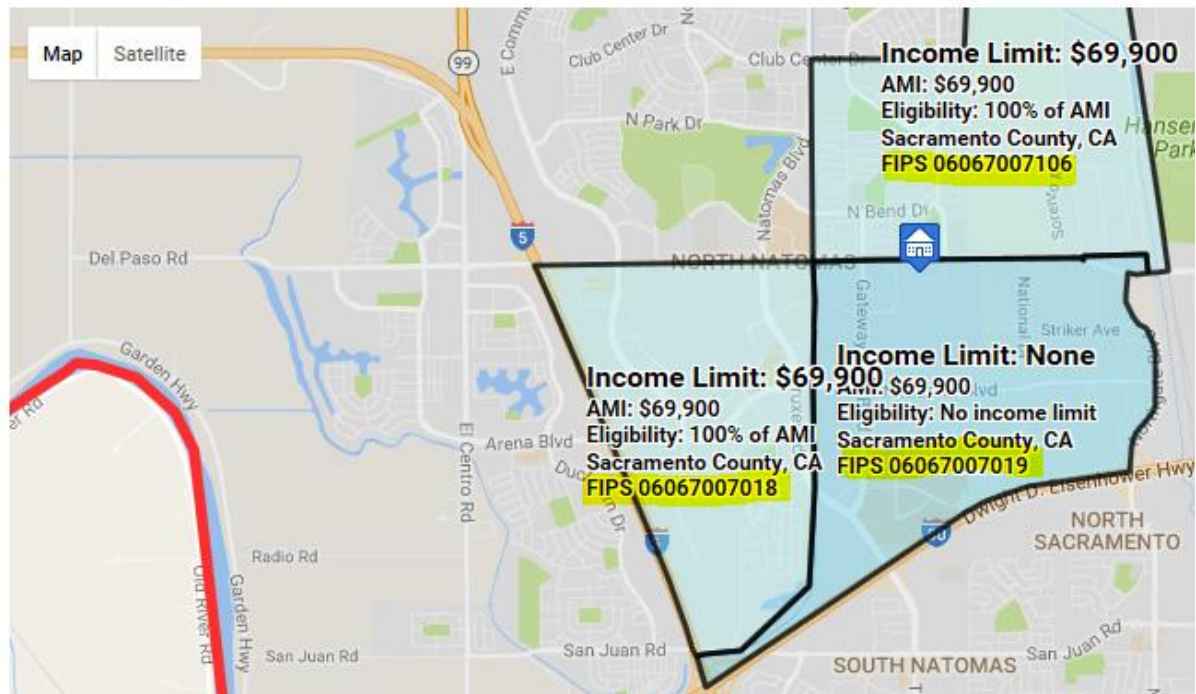 Map
Satellite
99
Club Center Dr
Club Center Dr
N Park Dr
Natomas Blvd
Income Limit: $69,900
AMI: $69,900
Eligibility: 100% of AMI
Sacramento County, CA
FIPS 06067007106
N Bend Dr
5
Del Paso Rd
NORTH NATOMAS
Garden Hwy
Striker Ave
Income Limit: None
AMI: $69,900
Eligibility: No income limit
Sacramento County, CA
FIPS 06067007019
Income Limit: $69,900
AMI: $69,900
Eligibility: 100% of AMI
Sacramento County, CA
FIPS 06067007018
Arena Blvd
El Centro Rd
Dwight D. Eisenhower Hwy
NORTH
SACRAMENTO
Radio Rd
Old River Rd
Garden Hwy
San Juan Rd
San Juan Rd
SOUTH NATOMAS
San Juan Rd